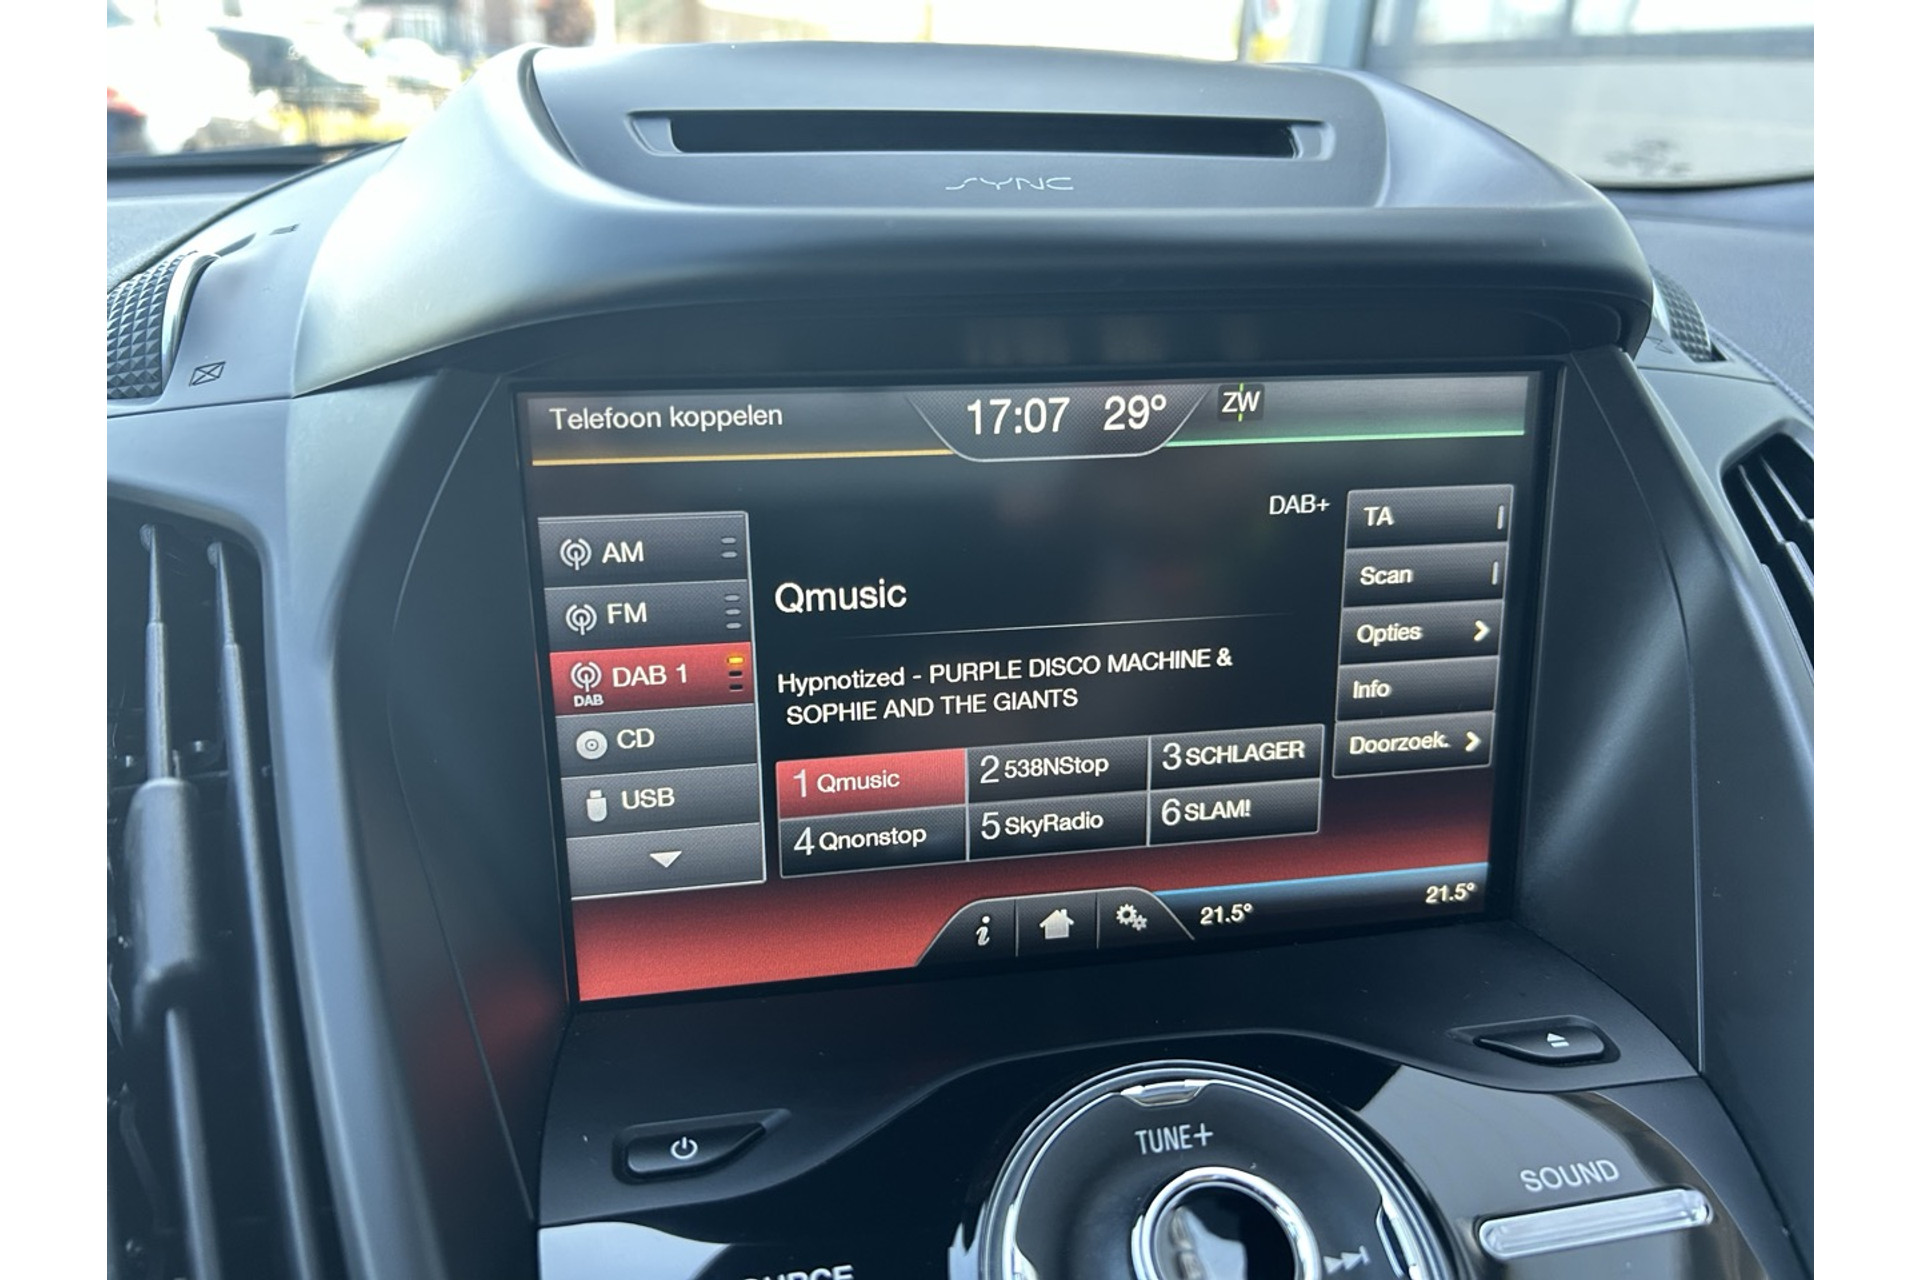 SYNC
Telefoon koppelen
17:07 29°
ZW
DAB+
AM
FM
DAB 1
DAB
CD
USB
Qmusic
Hypnotized - PURPLE DISCO MACHINE &
SOPHIE AND THE GIANTS
1 Qmusic
2 538NStop
3 SCHLAGER
4 Qnonstop
5 SkyRadio
6 SLAM!
TA
Scan
Opties
Info
Doorzoek.
i
21.5°
21.5°
TUNE+
SOUND